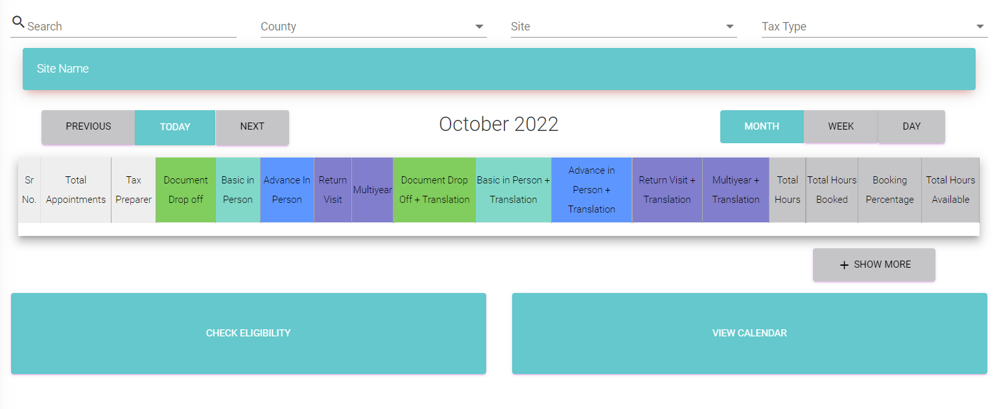 Search County Site Tax Type
Site Name
PREVIOUS TODAY NEXT October 2022 MONTH WEEK DAY
Sr No.
Total Appointments
Tax Preparer
Document Drop off
Basic in Person
Advance In Person
Return Visit
Multiyear
Document Drop Off + Translation
Basic in Person + Translation
Advance in Person + Translation
Return Visit + Translation
Multiyear + Translation
Total Hours
Total Hours Booked
Booking Percentage
Total Hours Available
+ SHOW MORE
CHECK ELIGIBILITY VIEW CALENDAR